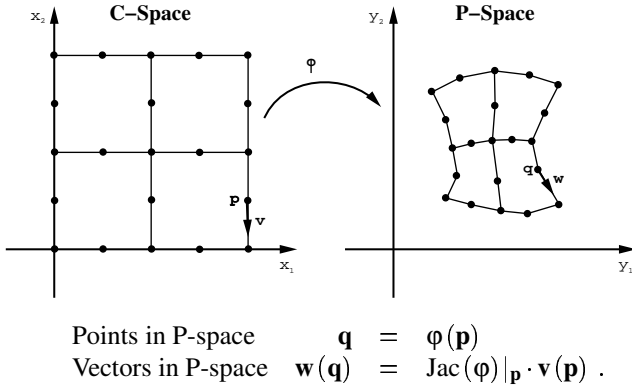 C–Space
P–Space
x₂
φ
y₂
p
v
q
w
x₁
y₁
Points in P-space q = φ(p)
Vectors in P-space w(q) = Jac(φ)|ₚ · v(p) .